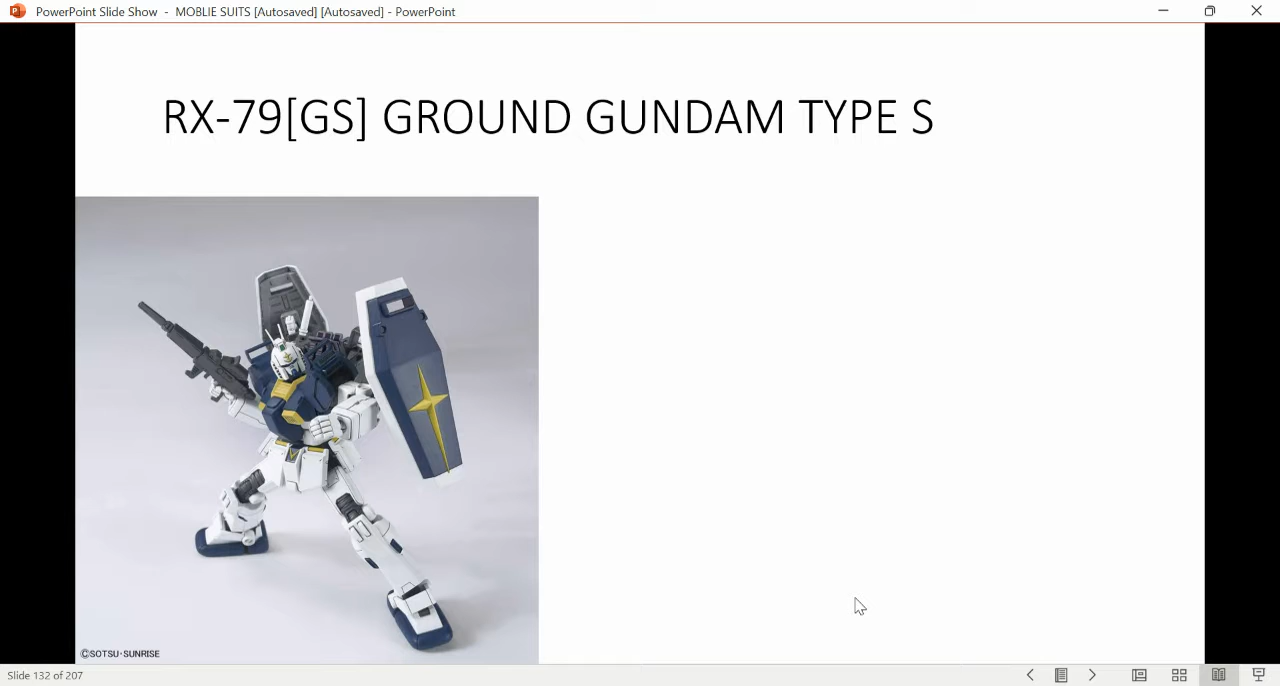 PowerPoint Slide Show - MOBLIE SUITS [Autosaved] [Autosaved] - PowerPoint
RX-79[GS] GROUND GUNDAM TYPE S
©SOTSU·SUNRISE
Slide 132 of 207